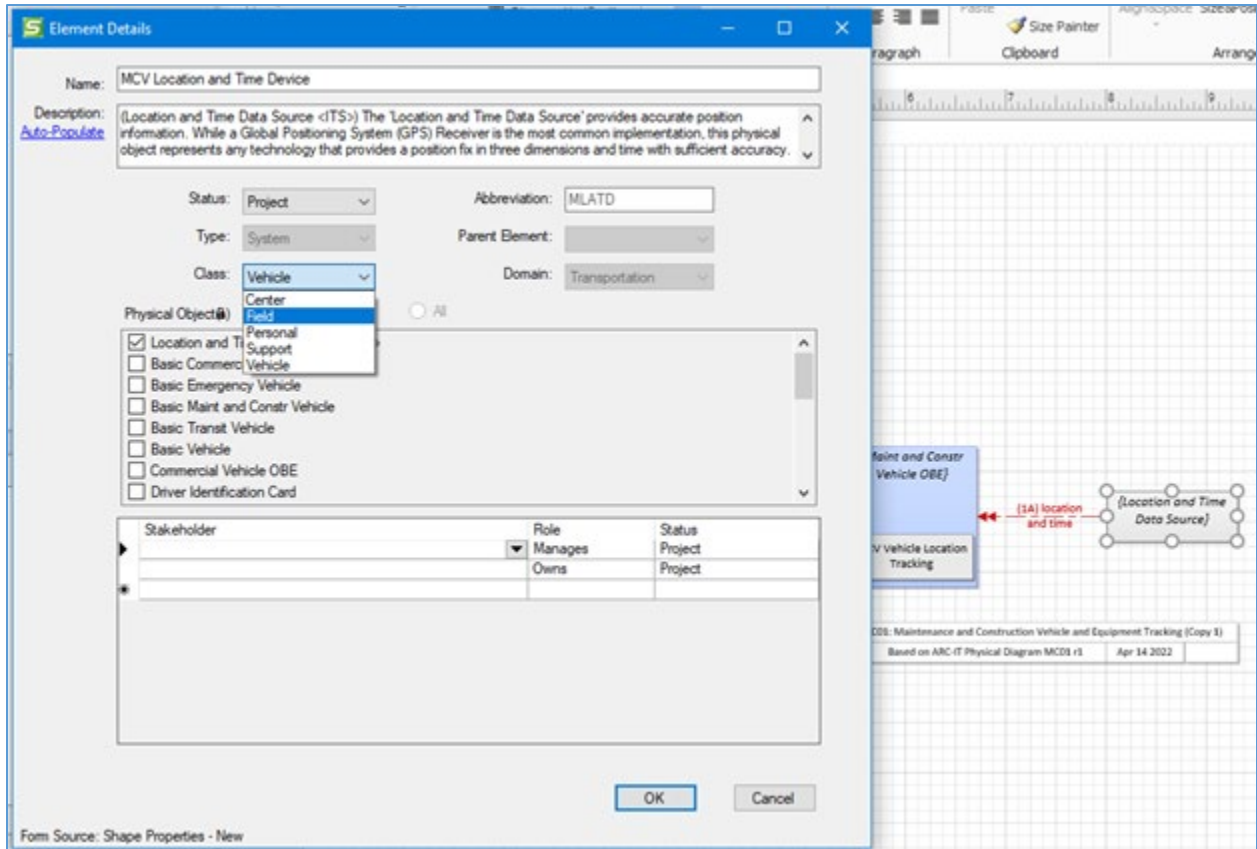 Element Details
Name:
MCV Location and Time Device
Description:
Auto-Populate
(Location and Time Data Source <ITS>) The 'Location and Time Data Source' provides accurate position
information. While a Global Positioning System (GPS) Receiver is the most common implementation, this physical
object represents any technology that provides a position fix in three dimensions and time with sufficient accuracy.
Status:
Project
Abbreviation:
MLATD
Type:
System
Parent Element:
Class:
Vehicle
Domain:
Transportation
Center
Field
Personal
Support
Vehicle
Physical Object
All
Location and T
Basic Commerc
Basic Emergency Vehicle
Basic Maint and Constr Vehicle
Basic Transit Vehicle
Basic Vehicle
Commercial Vehicle OBE
Driver Identification Card
Stakeholder Role Status
Manages Project
Owns Project
OK
Cancel
Form Source: Shape Properties - New
Paste
Size Painter
ragraph
Clipboard
Arrang
6 7 8 9
Maint and Constr
Vehicle OBE}
(1A) location
and time
{Location and Time
Data Source}
V Vehicle Location
Tracking
C01: Maintenance and Construction Vehicle and Equipment Tracking (Copy 1)
Based on ARC-IT Physical Diagram MC01 r1
Apr 14 2022